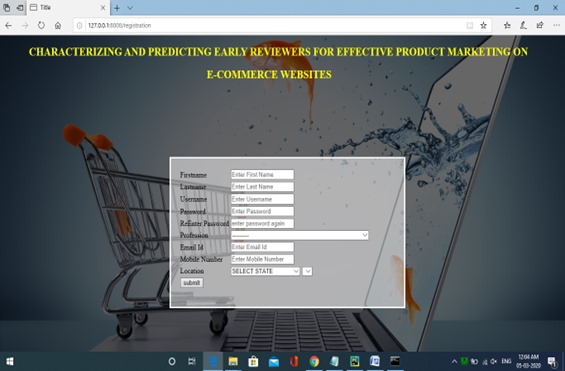 Title
127.0.0.1:8000/registration
CHARACTERIZING AND PREDICTING EARLY REVIEWERS FOR EFFECTIVE PRODUCT MARKETING ON
E-COMMERCE WEBSITES
Firstname Enter First Name
Lastname Enter Last Name
Username Enter Username
Password Enter Password
ReEnter Password enter password again
Profession ---------
Email Id Enter Email Id
Mobile Number Enter Mobile Number
Location SELECT STATE
submit
ENG
12:04 AM
05-03-2020